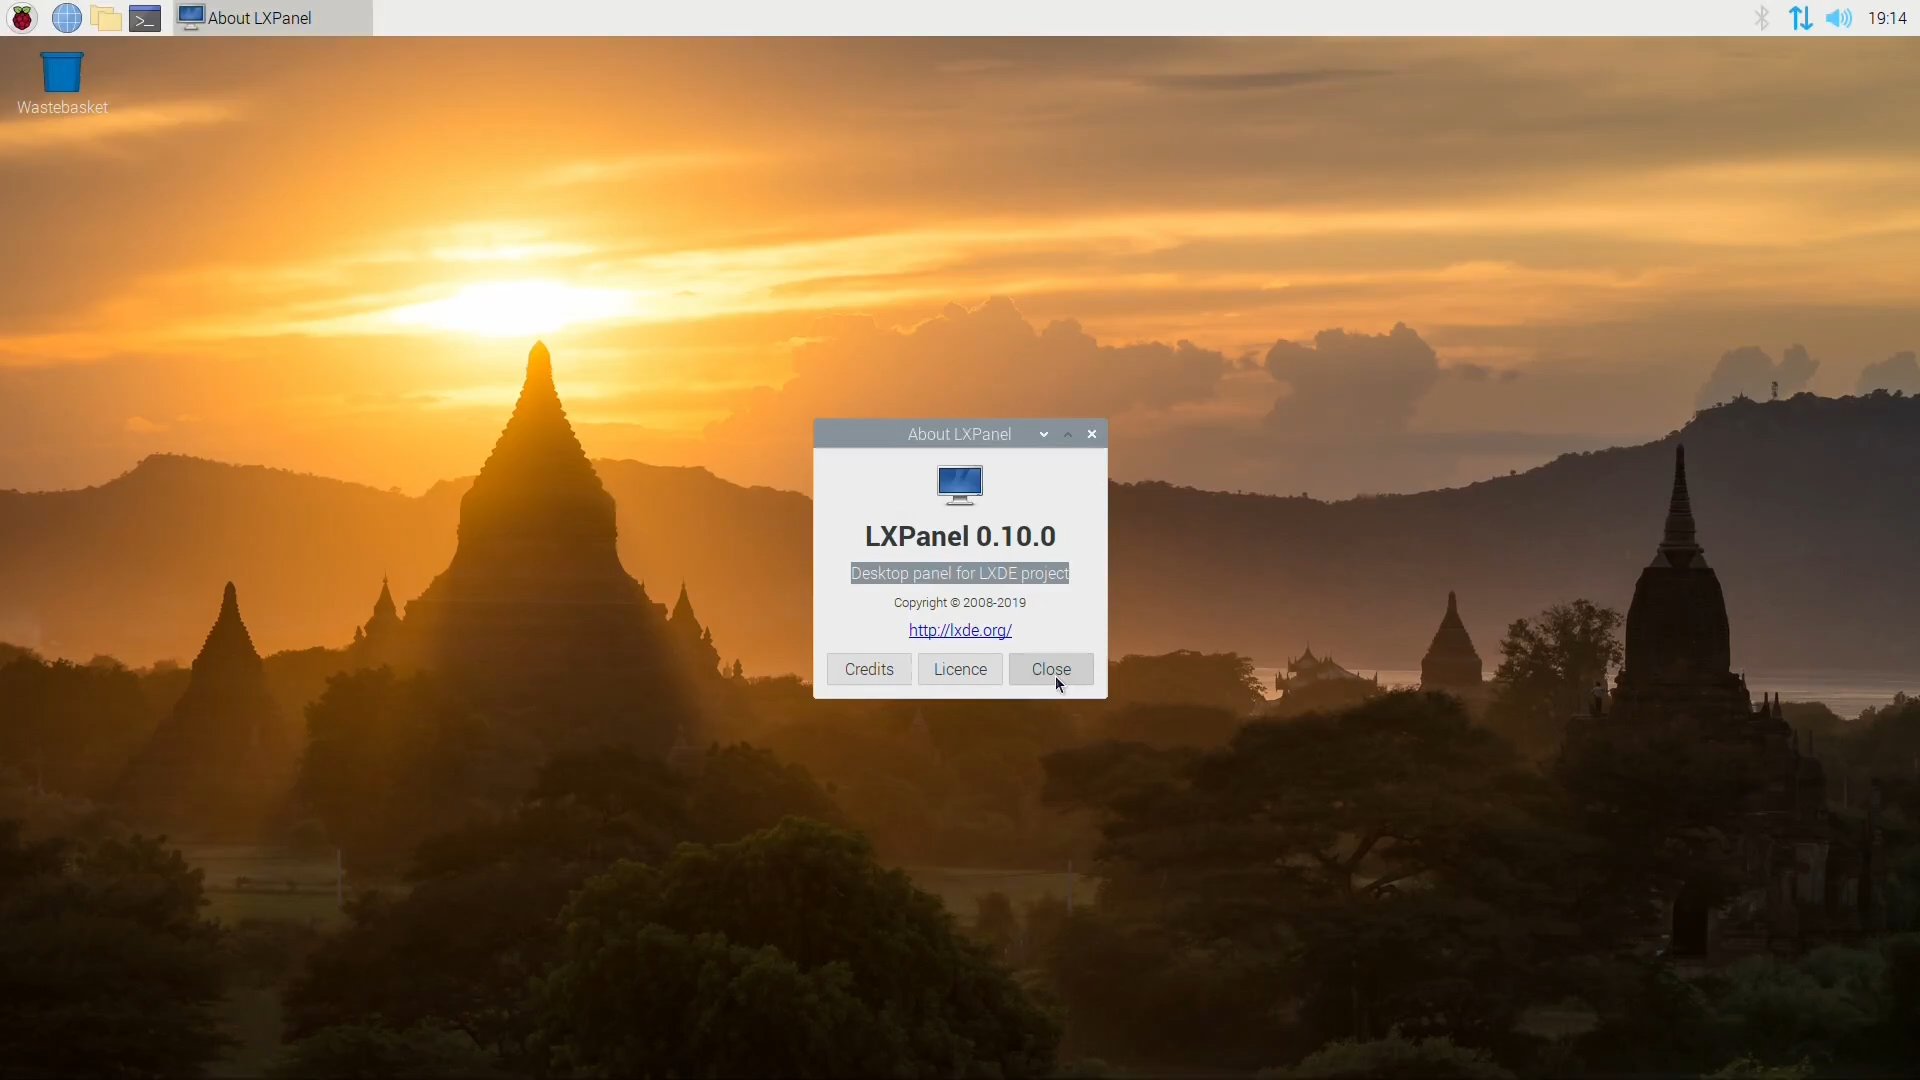 About LXPanel
19:14
Wastebasket
About LXPanel
LXPanel 0.10.0
Desktop panel for LXDE project
Copyright © 2008-2019
http://lxde.org/
Credits Licence Close